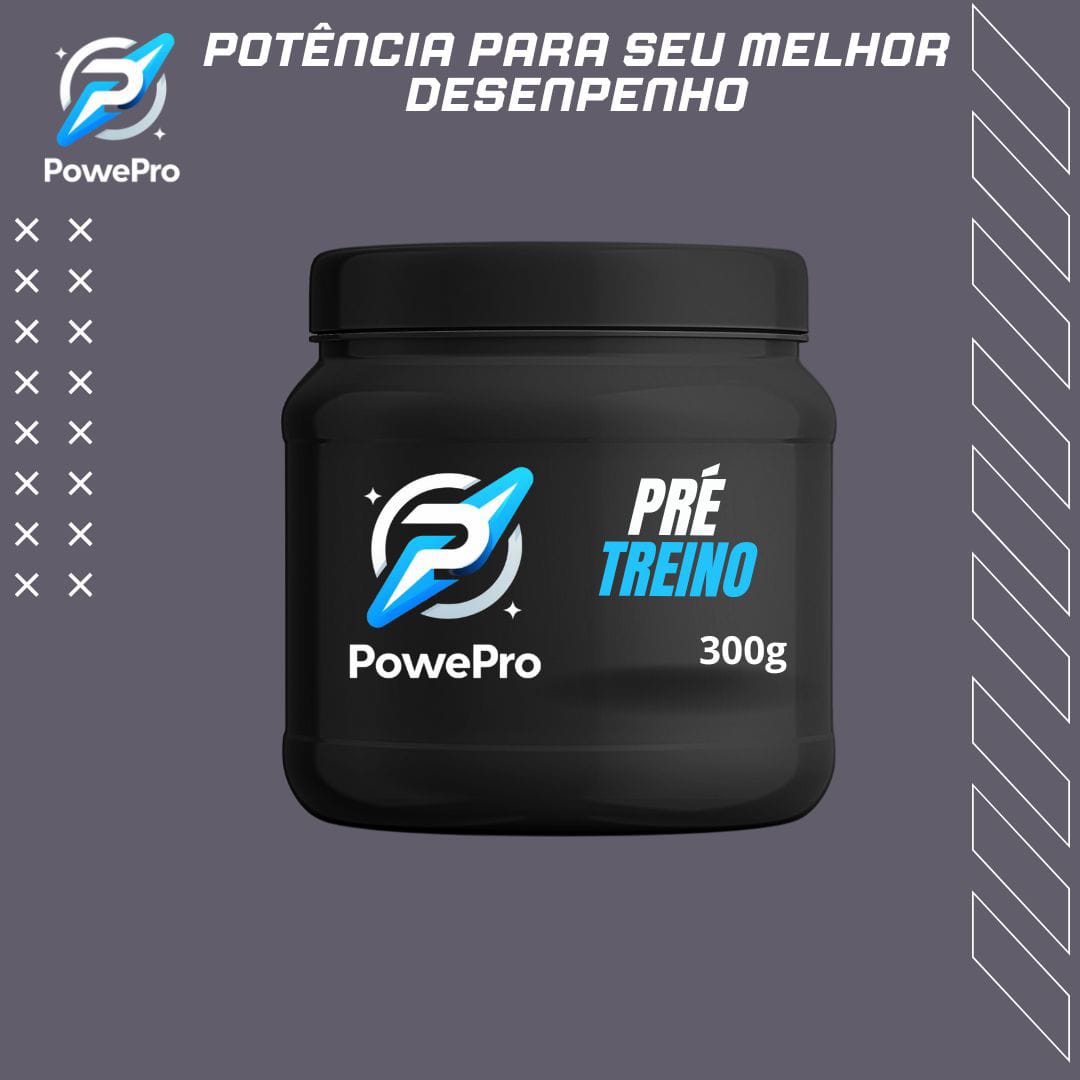 POTÊNCIA PARA SEU MELHOR
DESENPENHO
PowePro
PRÉ
TREINO
PowePro
300g